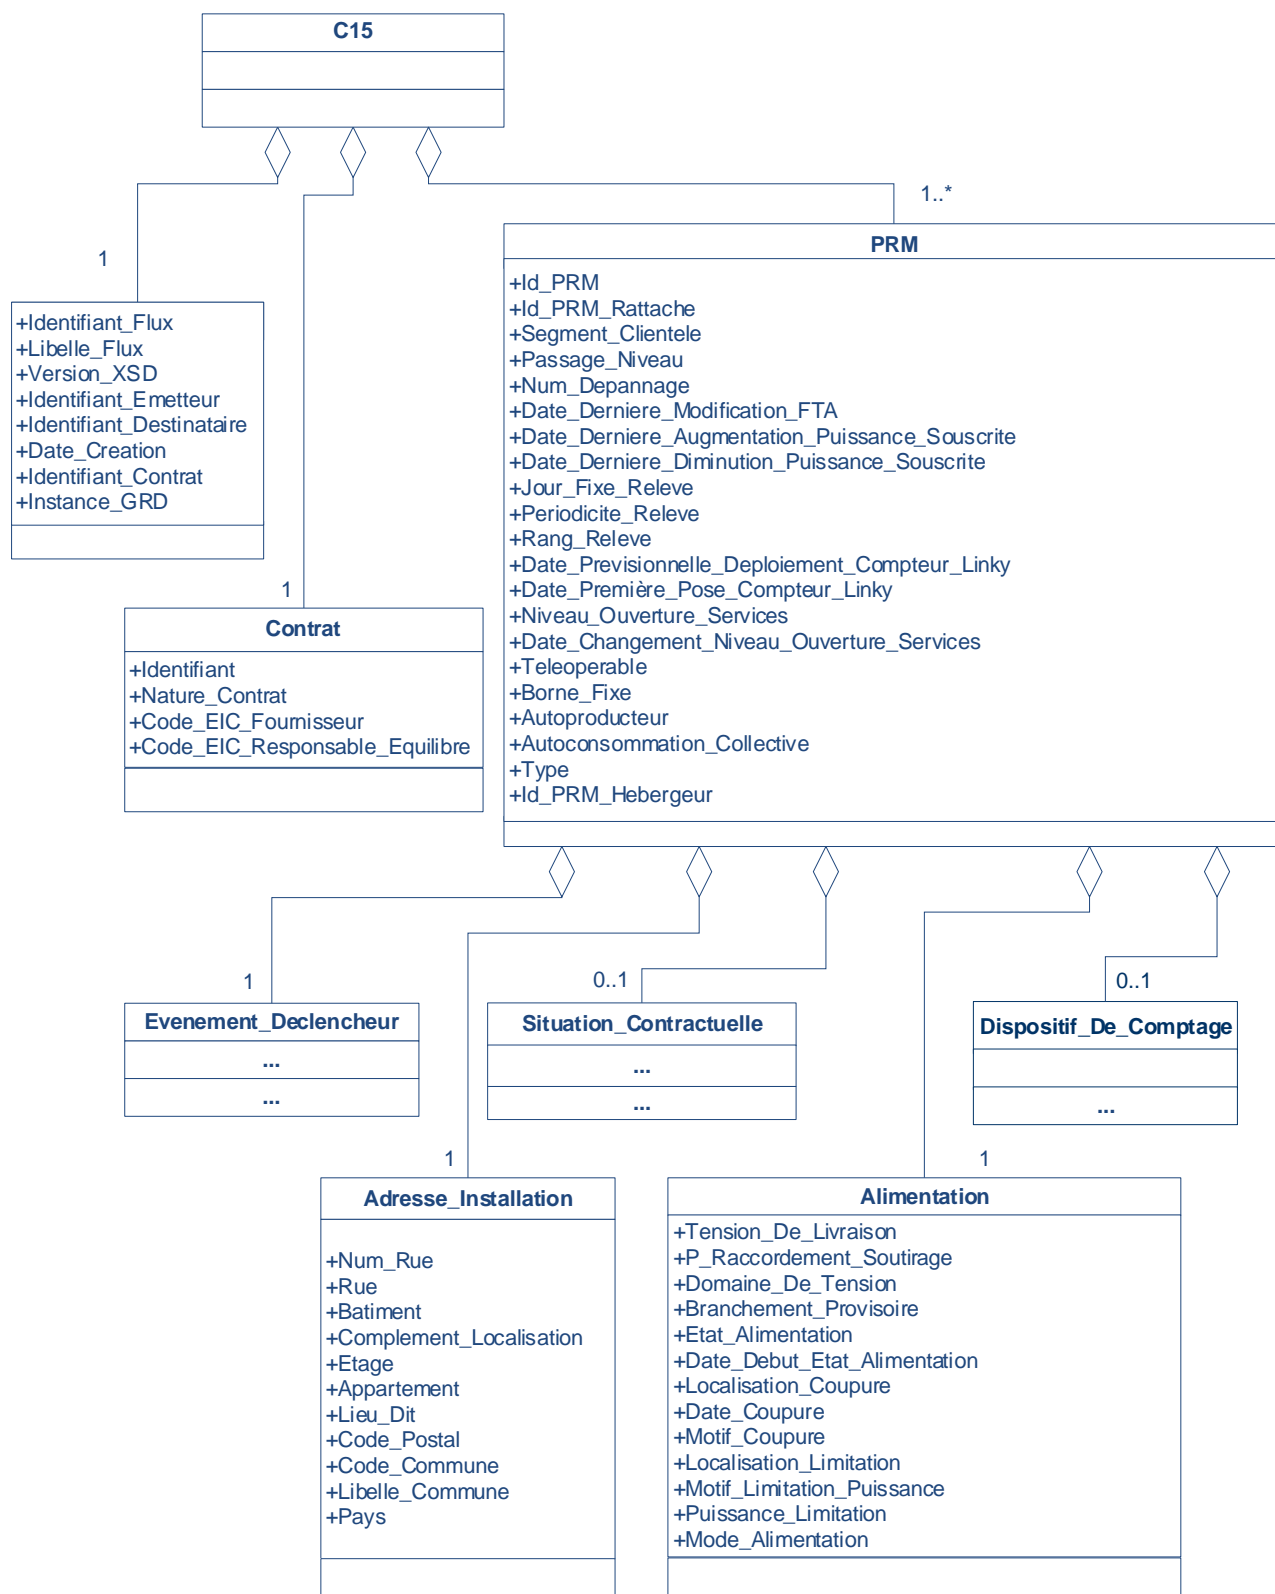 C15
1..*
1
PRM
+Id_PRM
+Id_PRM_Rattache
+Segment_Clientele
+Passage_Niveau
+Num_Depannage
+Date_Derniere_Modification_FTA
+Date_Derniere_Augmentation_Puissance_Souscrite
+Date_Derniere_Diminution_Puissance_Souscrite
+Jour_Fixe_Releve
+Periodicite_Releve
+Rang_Releve
+Date_Previsionnelle_Deploiement_Compteur_Linky
+Date_Première_Pose_Compteur_Linky
+Niveau_Ouverture_Services
+Date_Changement_Niveau_Ouverture_Services
+Teleoperable
+Borne_Fixe
+Autoproducteur
+Autoconsommation_Collective
+Type
+Id_PRM_Hebergeur
+Identifiant_Flux
+Libelle_Flux
+Version_XSD
+Identifiant_Emetteur
+Identifiant_Destinataire
+Date_Creation
+Identifiant_Contrat
+Instance_GRD
1
Contrat
+Identifiant
+Nature_Contrat
+Code_EIC_Fournisseur
+Code_EIC_Responsable_Equilibre
1
Evenement_Declencheur
...
...
0..1
Situation_Contractuelle
...
...
0..1
Dispositif_De_Comptage
...
1
Adresse_Installation
+Num_Rue
+Rue
+Batiment
+Complement_Localisation
+Etage
+Appartement
+Lieu_Dit
+Code_Postal
+Code_Commune
+Libelle_Commune
+Pays
1
Alimentation
+Tension_De_Livraison
+P_Raccordement_Soutirage
+Domaine_De_Tension
+Branchement_Provisoire
+Etat_Alimentation
+Date_Debut_Etat_Alimentation
+Localisation_Coupure
+Date_Coupure
+Motif_Coupure
+Localisation_Limitation
+Motif_Limitation_Puissance
+Puissance_Limitation
+Mode_Alimentation